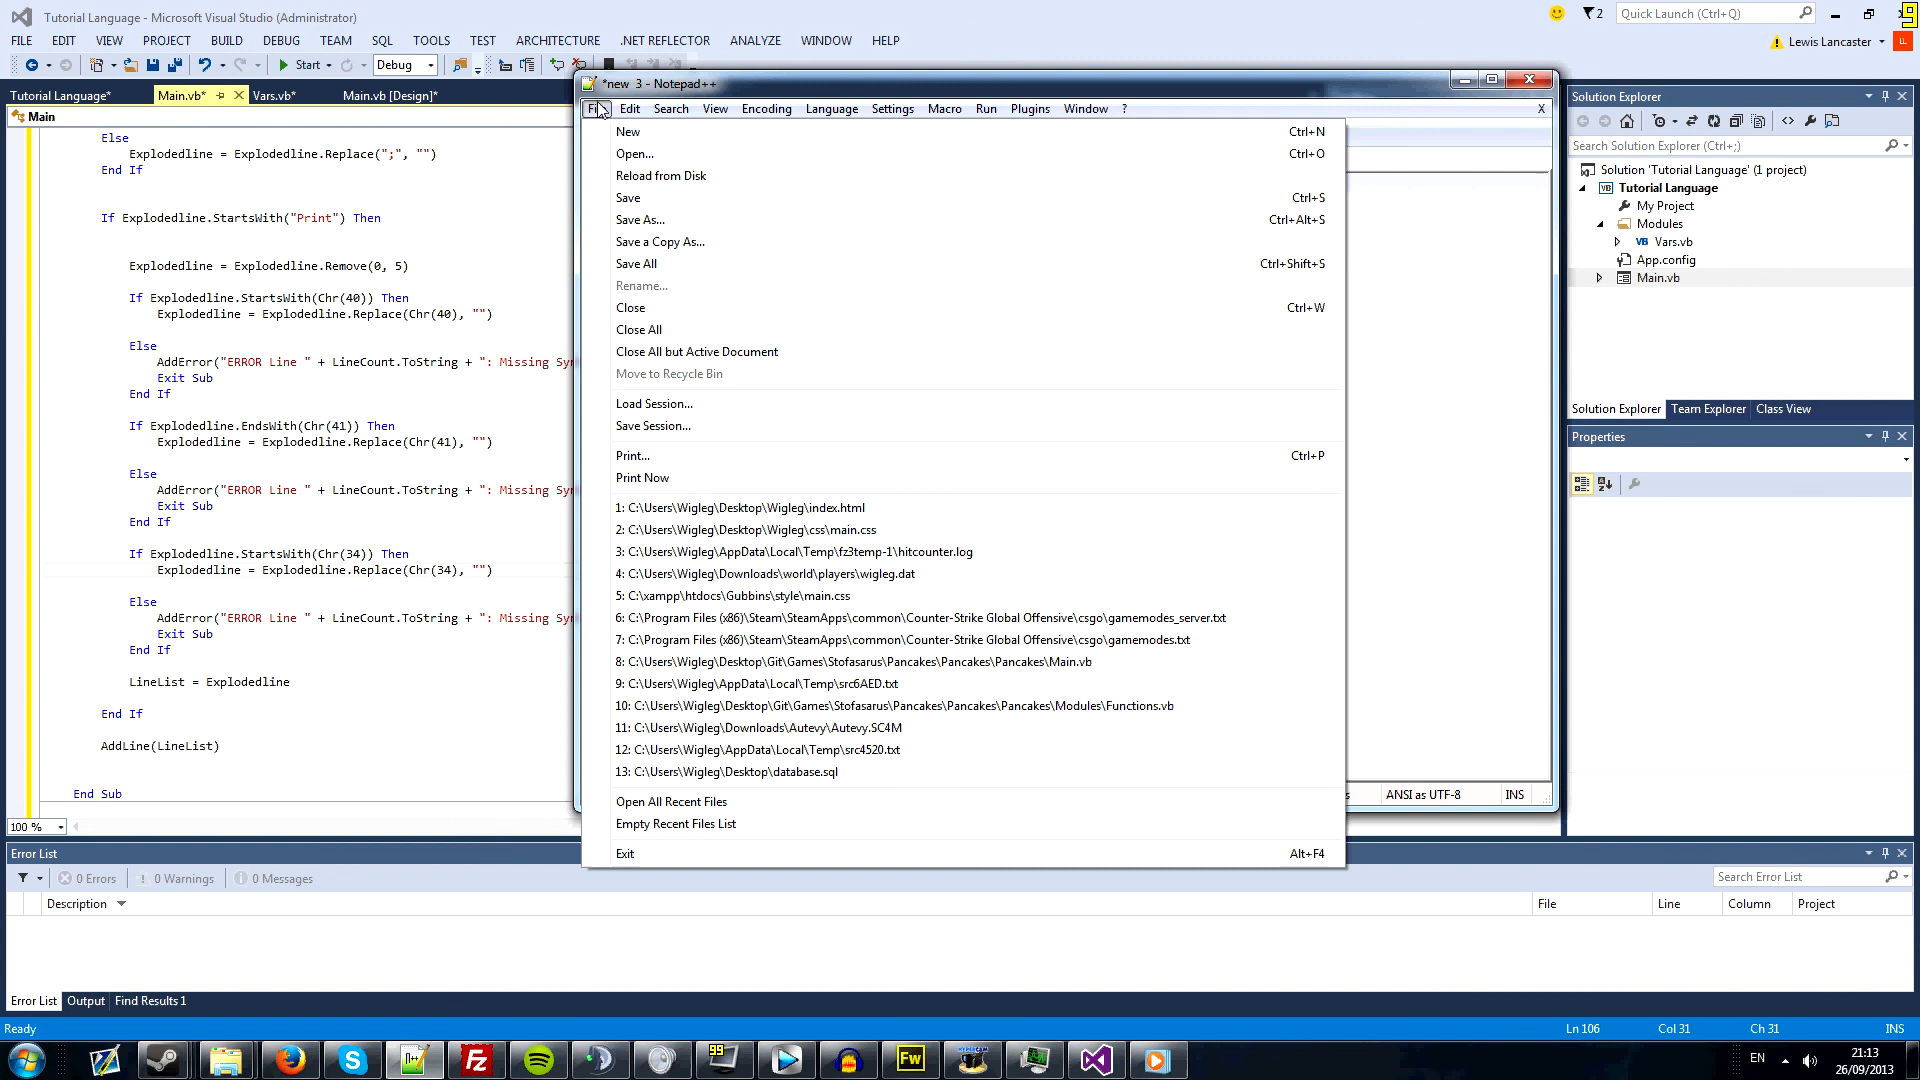 Tutorial Language - Microsoft Visual Studio (Administrator)
2
Quick Launch (Ctrl+Q)
FILE EDIT VIEW PROJECT BUILD DEBUG TEAM SQL TOOLS TEST ARCHITECTURE .NET REFLECTOR ANALYZE WINDOW HELP
Lewis Lancaster
Start
Debug
Tutorial Language*
Main.vb*
Vars.vb*
Main.vb [Design]*
Main
Else
Explodedline = Explodedline.Replace(";", "")
End If
If Explodedline.StartsWith("Print") Then
Explodedline = Explodedline.Remove(0, 5)
If Explodedline.StartsWith(Chr(40)) Then
Explodedline = Explodedline.Replace(Chr(40), "")
Else
AddError("ERROR Line " + LineCount.ToString + ": Missing
Exit Sub
End If
If Explodedline.EndsWith(Chr(41)) Then
Explodedline = Explodedline.Replace(Chr(41), "")
Else
AddError("ERROR Line " + LineCount.ToString + ": Missing
Exit Sub
End If
If Explodedline.StartsWith(Chr(34)) Then
Explodedline = Explodedline.Replace(Chr(34), "")
Else
AddError("ERROR Line " + LineCount.ToString + ": Missing
Exit Sub
End If
LineList = Explodedline
End If
AddLine(LineList)
End Sub
100 %
*new 3 - Notepad++
Edit Search View Encoding Language Settings Macro Run Plugins Window ?
X
New Ctrl+N
Open... Ctrl+O
Reload from Disk
Save Ctrl+S
Save As... Ctrl+Alt+S
Save a Copy As...
Save All Ctrl+Shift+S
Rename...
Close Ctrl+W
Close All
Close All but Active Document
Move to Recycle Bin
Load Session...
Save Session...
Print... Ctrl+P
Print Now
1: C:\Users\Wigleg\Desktop\Wigleg\index.html
2: C:\Users\Wigleg\Desktop\Wigleg\css\main.css
3: C:\Users\Wigleg\AppData\Local\Temp\fz3temp-1\hitcounter.log
4: C:\Users\Wigleg\Downloads\world\players\wigleg.dat
5: C:\xampp\htdocs\Gubbins\style\main.css
6: C:\Program Files (x86)\Steam\SteamApps\common\Counter-Strike Global Offensive\csgo\gamemodes_server.txt
7: C:\Program Files (x86)\Steam\SteamApps\common\Counter-Strike Global Offensive\csgo\gamemodes.txt
8: C:\Users\Wigleg\Desktop\Git\Games\Stofasarus\Pancakes\Pancakes\Pancakes\Main.vb
9: C:\Users\Wigleg\AppData\Local\Temp\src6AED.txt
10: C:\Users\Wigleg\Desktop\Git\Games\Stofasarus\Pancakes\Pancakes\Pancakes\Modules\Functions.vb
11: C:\Users\Wigleg\Downloads\Autevy\Autevy.SC4M
12: C:\Users\Wigleg\AppData\Local\Temp\src4520.txt
13: C:\Users\Wigleg\Desktop\database.sql
Open All Recent Files
Empty Recent Files List
Exit Alt+F4
ANSI as UTF-8
INS
Solution Explorer
Search Solution Explorer (Ctrl+;)
Solution 'Tutorial Language' (1 project)
VB Tutorial Language
My Project
Modules
VB Vars.vb
App.config
Main.vb
Solution Explorer Team Explorer Class View
Properties
Error List
0 Errors
0 Warnings
0 Messages
Search Error List
Description
File
Line
Column
Project
Error List Output Find Results 1
Ready
Ln 106
Col 31
Ch 31
INS
99
Fw
EN
21:13
26/09/2013